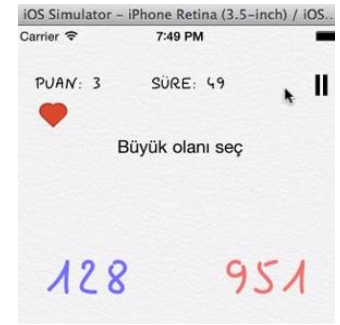 iOS Simulator – iPhone Retina (3.5-inch) / iOS...
Carrier 7:49 PM
PUAN: 3 SÜRE: 49
Büyük olanı seç
128 951